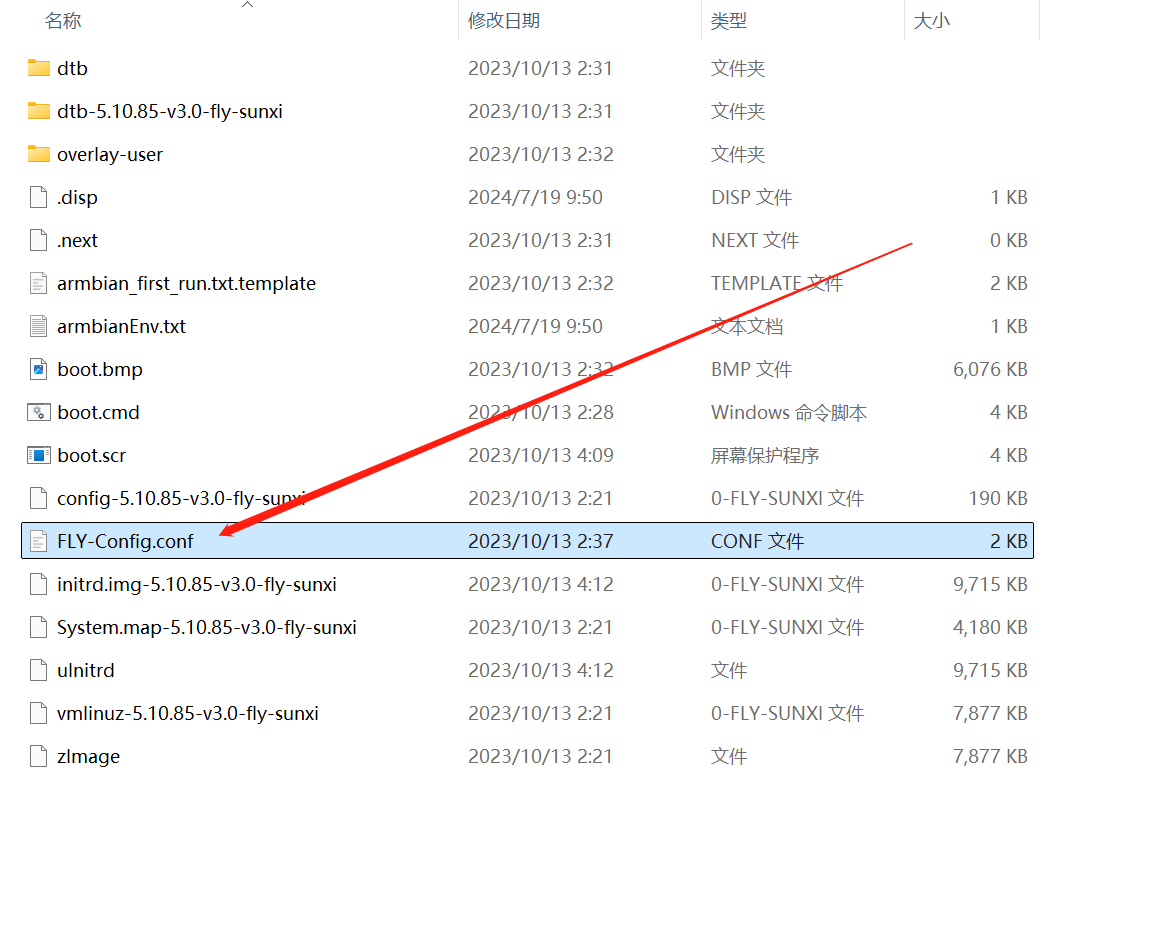 名称 修改日期 类型 大小
dtb 2023/10/13 2:31 文件夹
dtb-5.10.85-v3.0-fly-sunxi 2023/10/13 2:31 文件夹
overlay-user 2023/10/13 2:32 文件夹
.disp 2024/7/19 9:50 DISP 文件 1 KB
.next 2023/10/13 2:31 NEXT 文件 0 KB
armbian_first_run.txt.template 2023/10/13 2:32 TEMPLATE 文件 2 KB
armbianEnv.txt 2024/7/19 9:50 文本文档 1 KB
boot.bmp 2023/10/13 2:32 BMP 文件 6,076 KB
boot.cmd 2023/10/13 2:28 Windows 命令脚本 4 KB
boot.scr 2023/10/13 4:09 屏幕保护程序 4 KB
config-5.10.85-v3.0-fly-sunxi 2023/10/13 2:21 0-FLY-SUNXI 文件 190 KB
FLY-Config.conf 2023/10/13 2:37 CONF 文件 2 KB
initrd.img-5.10.85-v3.0-fly-sunxi 2023/10/13 4:12 0-FLY-SUNXI 文件 9,715 KB
System.map-5.10.85-v3.0-fly-sunxi 2023/10/13 2:21 0-FLY-SUNXI 文件 4,180 KB
uInitrd 2023/10/13 4:12 文件 9,715 KB
vmlinuz-5.10.85-v3.0-fly-sunxi 2023/10/13 2:21 0-FLY-SUNXI 文件 7,877 KB
zImage 2023/10/13 2:21 文件 7,877 KB